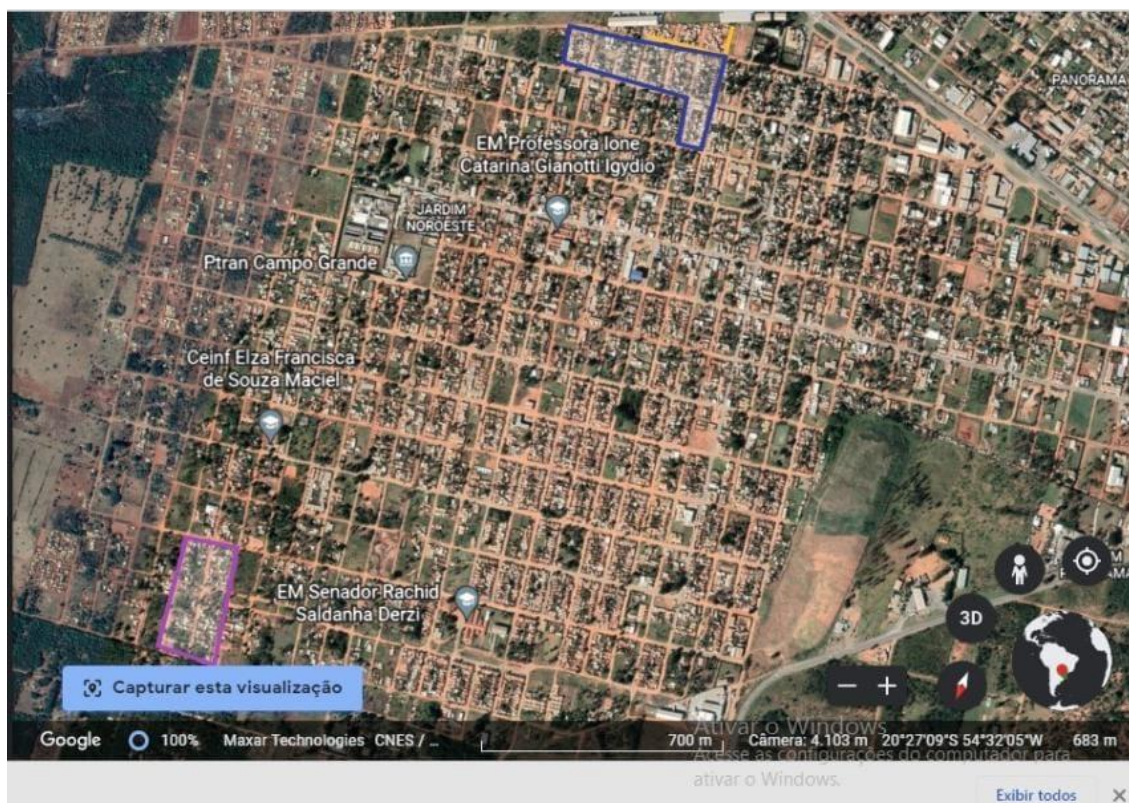 PANORAMA
EM Professora Ione
Catarina Gianotti Igydio
JARDIM
NOROESTE
Ptran Campo Grande
Ceinf Elza Francisca
de Souza Maciel
EM Senador Rachid
Saldanha Derzi
3D
Capturar esta visualização
Google 100% Maxar Technologies CNES / ... 700 m Câmera: 4.103 m 20°27'09"S 54°32'05"W 683 m
Ativar o Windows
Acesse as configurações do computador para
ativar o Windows.
Exibir todos